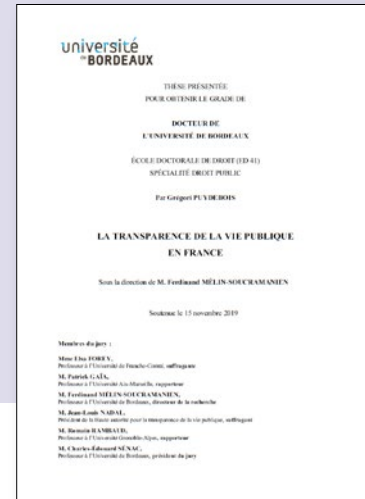 université
de BORDEAUX
THÈSE PRÉSENTÉE
POUR OBTENIR LE GRADE DE
DOCTEUR DE
L'UNIVERSITÉ DE BORDEAUX
ÉCOLE DOCTORALE DE DROIT (ED 41)
SPÉCIALITÉ DROIT PUBLIC
Par Grégori PUYDEBOIS
LA TRANSPARENCE DE LA VIE PUBLIQUE
EN FRANCE
Sous la direction de M. Ferdinand MÉLIN-SOUCRAMANIEN
Soutenue le 15 novembre 2019
Membres du jury :
Mme Elsa FOREY,
Professeur à l'Université de Franche-Comté, suffragante
M. Patrick GAÏA,
Professeur à l'Université Aix-Marseille, rapporteur
M. Ferdinand MÉLIN-SOUCRAMANIEN,
Professeur à l'Université de Bordeaux, directeur de la recherche
M. Jean-Louis NADAL,
Président de la Haute autorité pour la transparence de la vie publique, suffragant
M. Romain RAMBAUD,
Professeur à l'Université Grenoble-Alpes, rapporteur
M. Charles-Édouard SÉNAC,
Professeur à l'Université de Bordeaux, président du jury